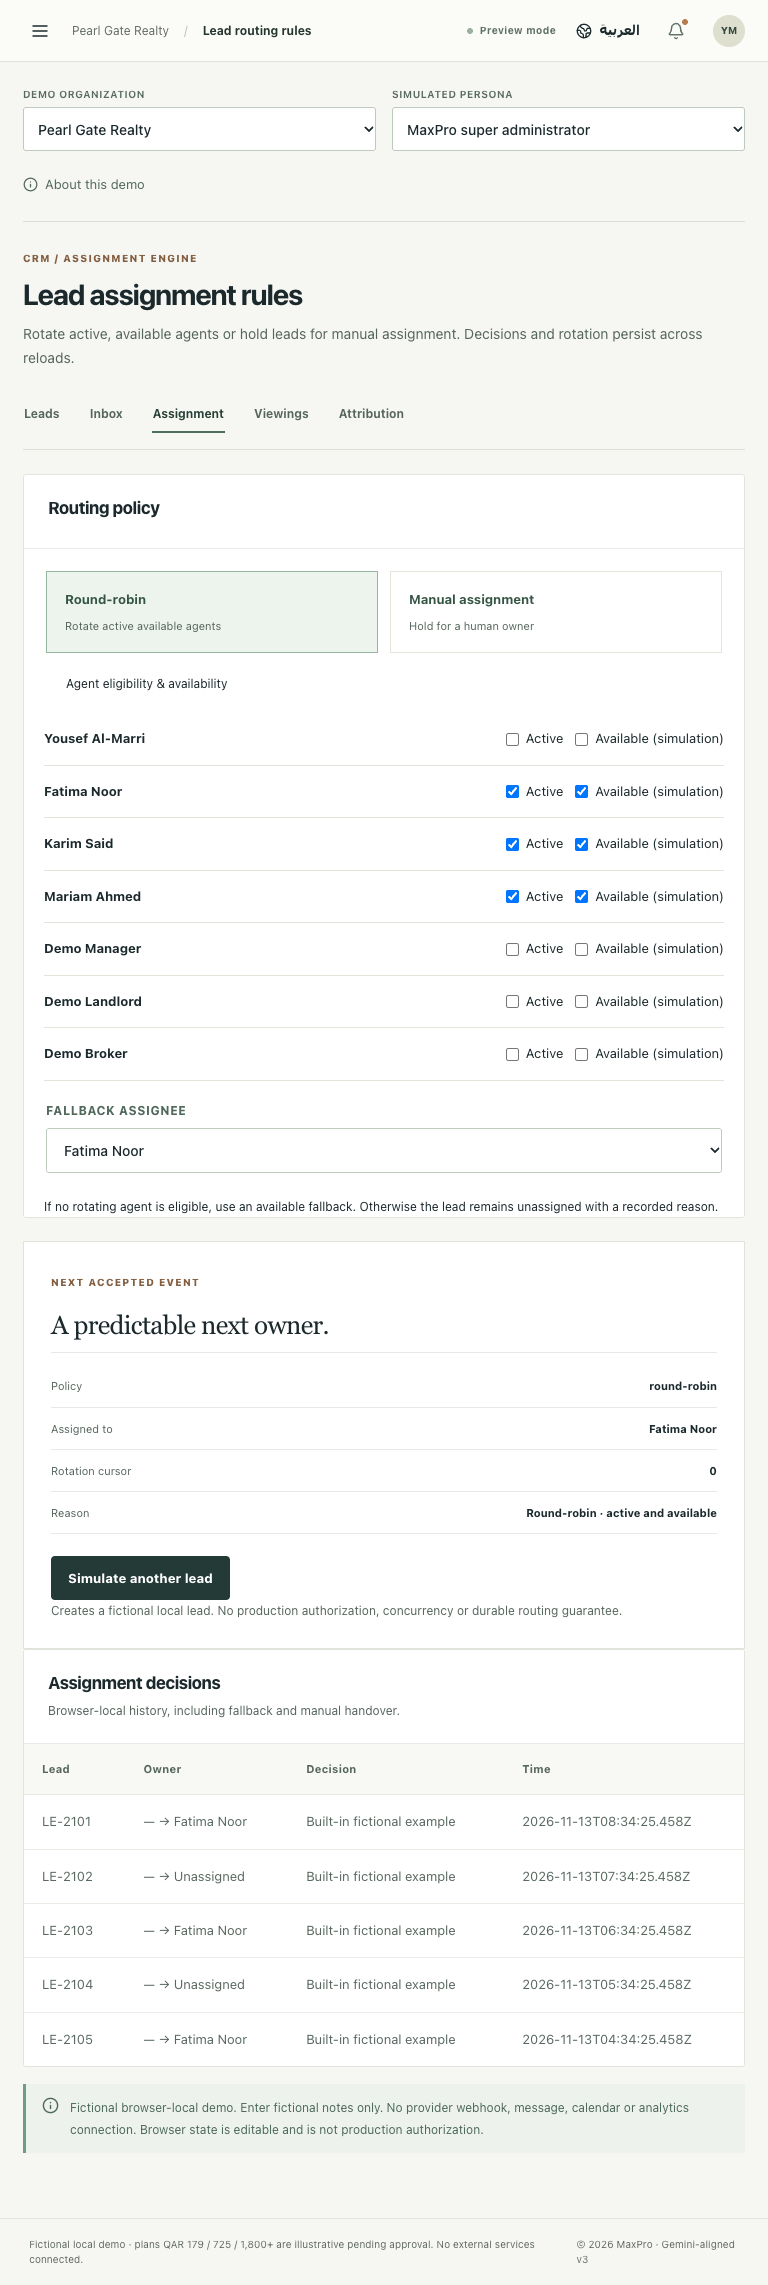 Pearl Gate Realty / Lead routing rules
Preview mode
العربية
YM
DEMO ORGANIZATION
Pearl Gate Realty
SIMULATED PERSONA
MaxPro super administrator
About this demo
CRM / ASSIGNMENT ENGINE
Lead assignment rules
Rotate active, available agents or hold leads for manual assignment. Decisions and rotation persist across
reloads.
Leads Inbox Assignment Viewings Attribution
Routing policy
Round-robin
Rotate active available agents
Manual assignment
Hold for a human owner
Agent eligibility & availability
Yousef Al-Marri Active Available (simulation)
Fatima Noor Active Available (simulation)
Karim Said Active Available (simulation)
Mariam Ahmed Active Available (simulation)
Demo Manager Active Available (simulation)
Demo Landlord Active Available (simulation)
Demo Broker Active Available (simulation)
FALLBACK ASSIGNEE
Fatima Noor
If no rotating agent is eligible, use an available fallback. Otherwise the lead remains unassigned with a recorded reason.
NEXT ACCEPTED EVENT
A predictable next owner.
Policy round-robin
Assigned to Fatima Noor
Rotation cursor 0
Reason Round-robin · active and available
Simulate another lead
Creates a fictional local lead. No production authorization, concurrency or durable routing guarantee.
Assignment decisions
Browser-local history, including fallback and manual handover.
Lead Owner Decision Time
LE-2101 — → Fatima Noor Built-in fictional example 2026-11-13T08:34:25.458Z
LE-2102 — → Unassigned Built-in fictional example 2026-11-13T07:34:25.458Z
LE-2103 — → Fatima Noor Built-in fictional example 2026-11-13T06:34:25.458Z
LE-2104 — → Unassigned Built-in fictional example 2026-11-13T05:34:25.458Z
LE-2105 — → Fatima Noor Built-in fictional example 2026-11-13T04:34:25.458Z
Fictional browser-local demo. Enter fictional notes only. No provider webhook, message, calendar or analytics
connection. Browser state is editable and is not production authorization.
Fictional local demo · plans QAR 179 / 725 / 1,800+ are illustrative pending approval. No external services
connected.
© 2026 MaxPro · Gemini-aligned
v3